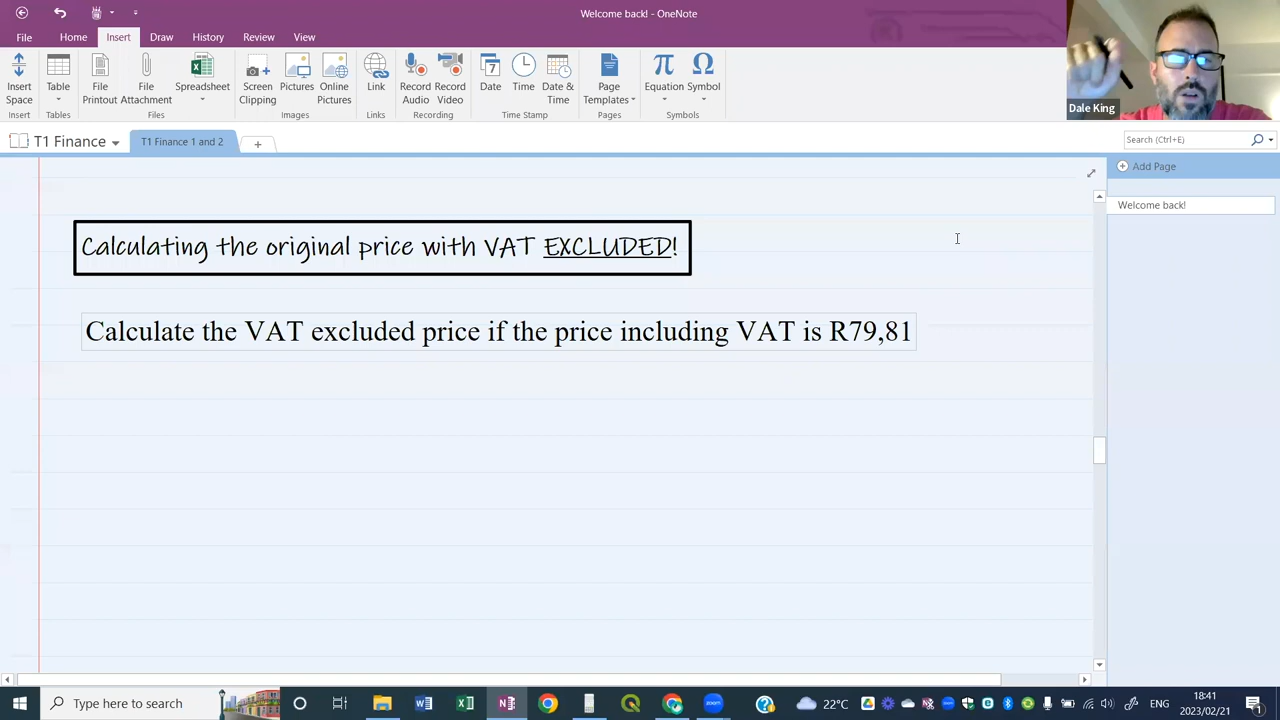 Welcome back! - OneNote
File Home Insert Draw History Review View
Insert Space Table File Printout File Attachment Spreadsheet Screen Clipping Pictures Online Pictures Link Record Audio Record Video Date Time Date & Time Page Templates Equation Symbol
Insert Tables Files Images Links Recording Time Stamp Pages Symbols
Dale King
T1 Finance T1 Finance 1 and 2
Search (Ctrl+E)
Add Page
Welcome back!
Calculating the original price with VAT EXCLUDED!
Calculate the VAT excluded price if the price including VAT is R79,81
Type here to search
22°C
ENG
18:41
2023/02/21